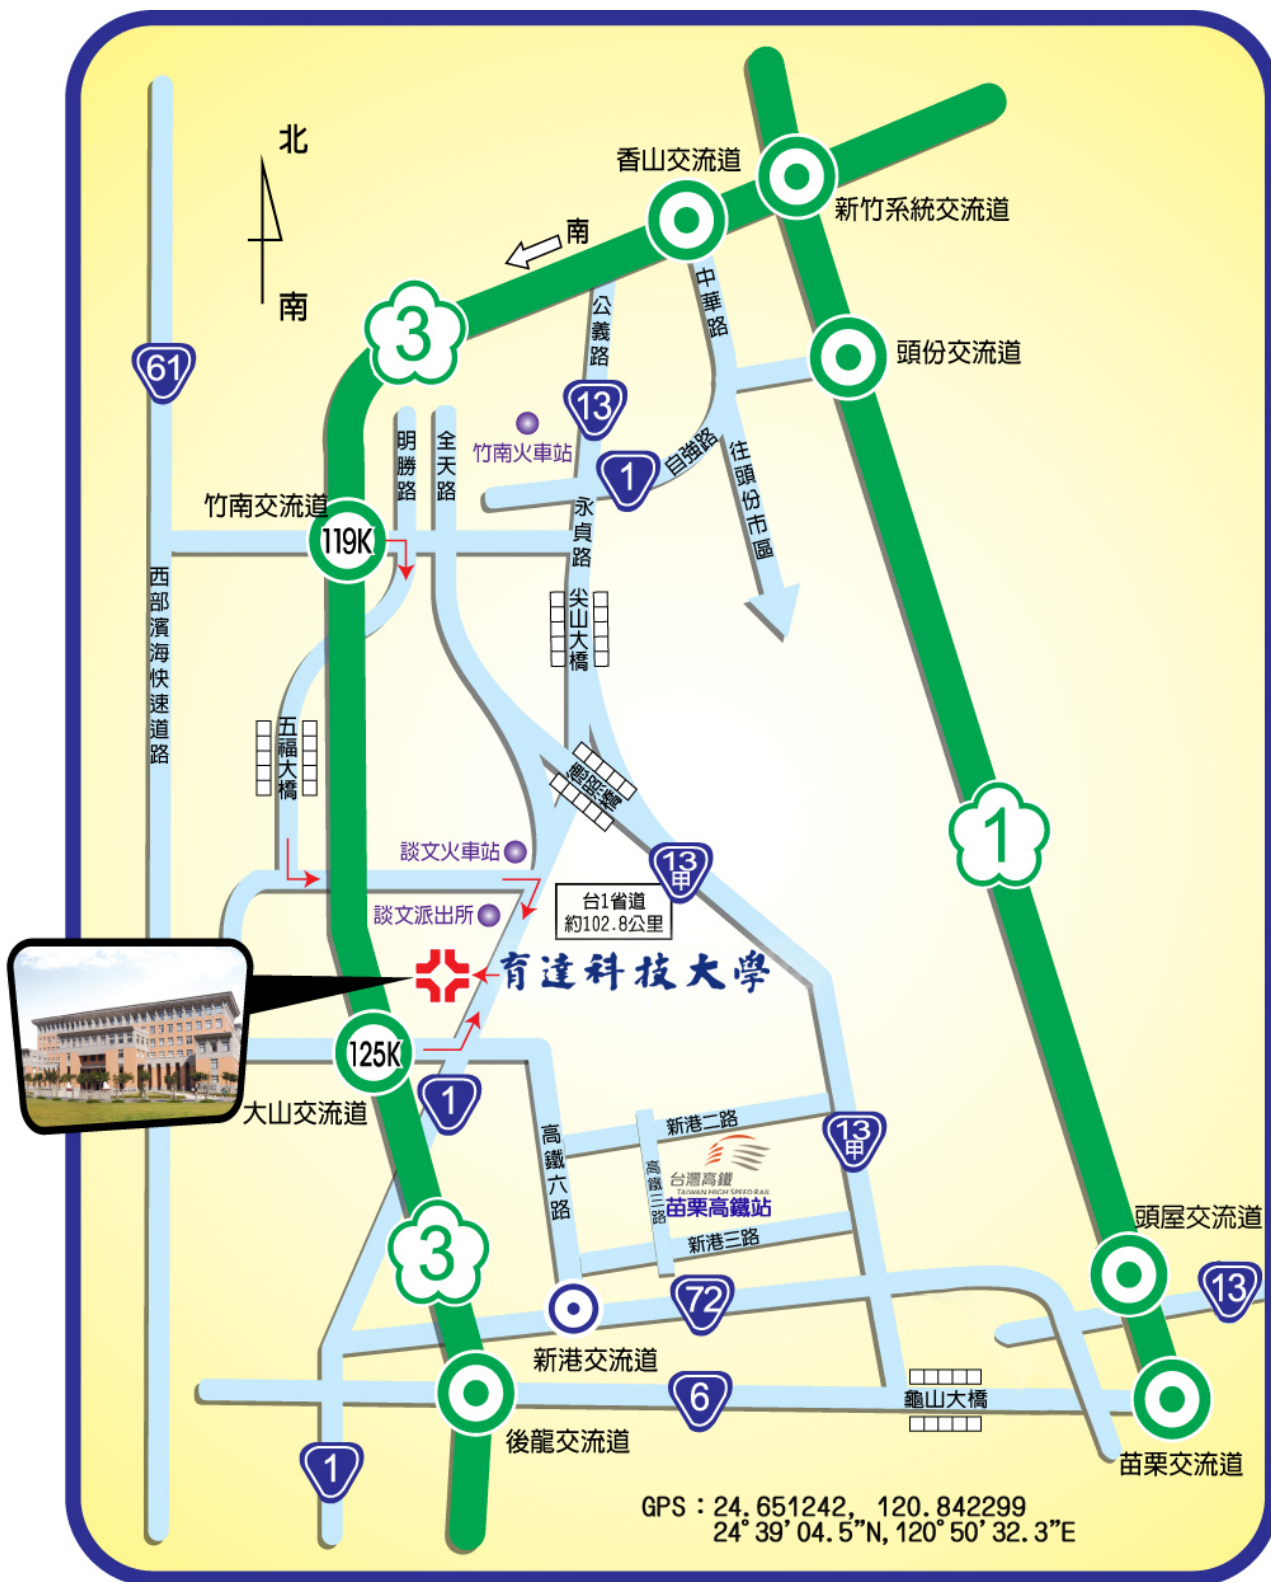 北
南
香山交流道
新竹系統交流道
南
中華路
公義路
3
61
頭份交流道
13
明勝路
全天路
竹南火車站
1
自強路
往頭份市區
竹南交流道
119K
永貞路
西部濱海快速道路
尖山大橋
五福大橋
德昭橋
1
談文火車站
13甲
台1省道
約102.8公里
談文派出所
育達科技大學
125K
大山交流道
1
新港二路
13甲
高鐵六路
高鐵三路
台灣高鐵
TAIWAN HIGH SPEED RAIL
苗栗高鐵站
新港三路
3
頭屋交流道
13
72
新港交流道
6
龜山大橋
後龍交流道
1
苗栗交流道
GPS：24.651242, 120.842299
24°39'04.5"N, 120°50'32.3"E